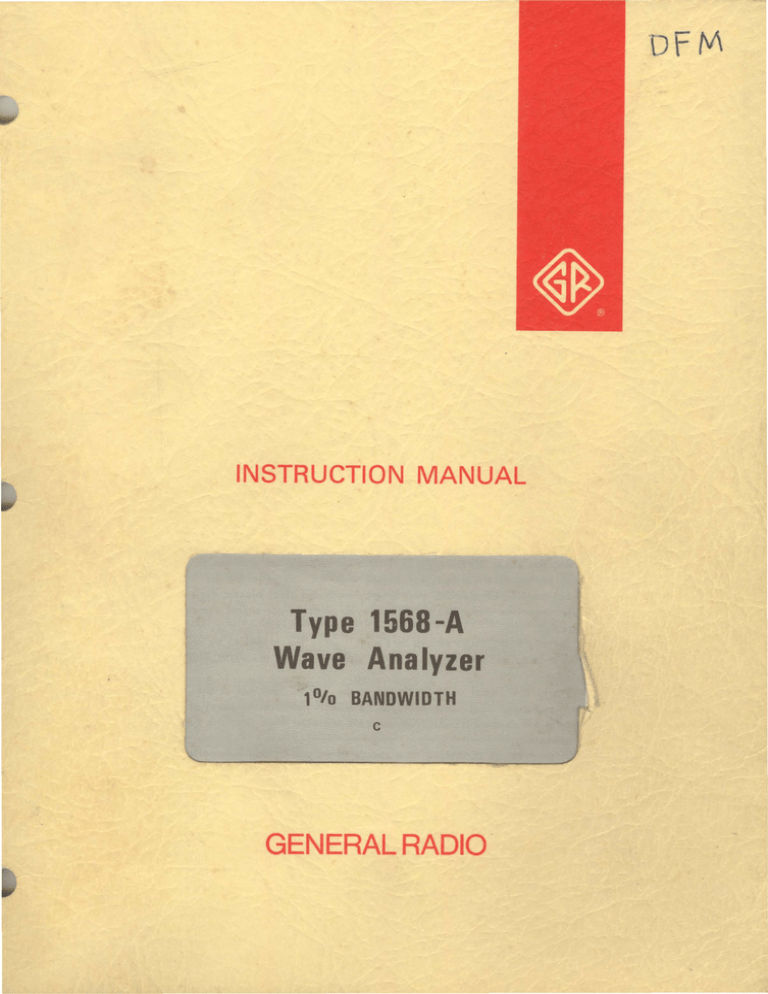 DFM
GR
®
INSTRUCTION MANUAL
Type 1568-A
Wave Analyzer
1% BANDWIDTH
C
GENERAL RADIO